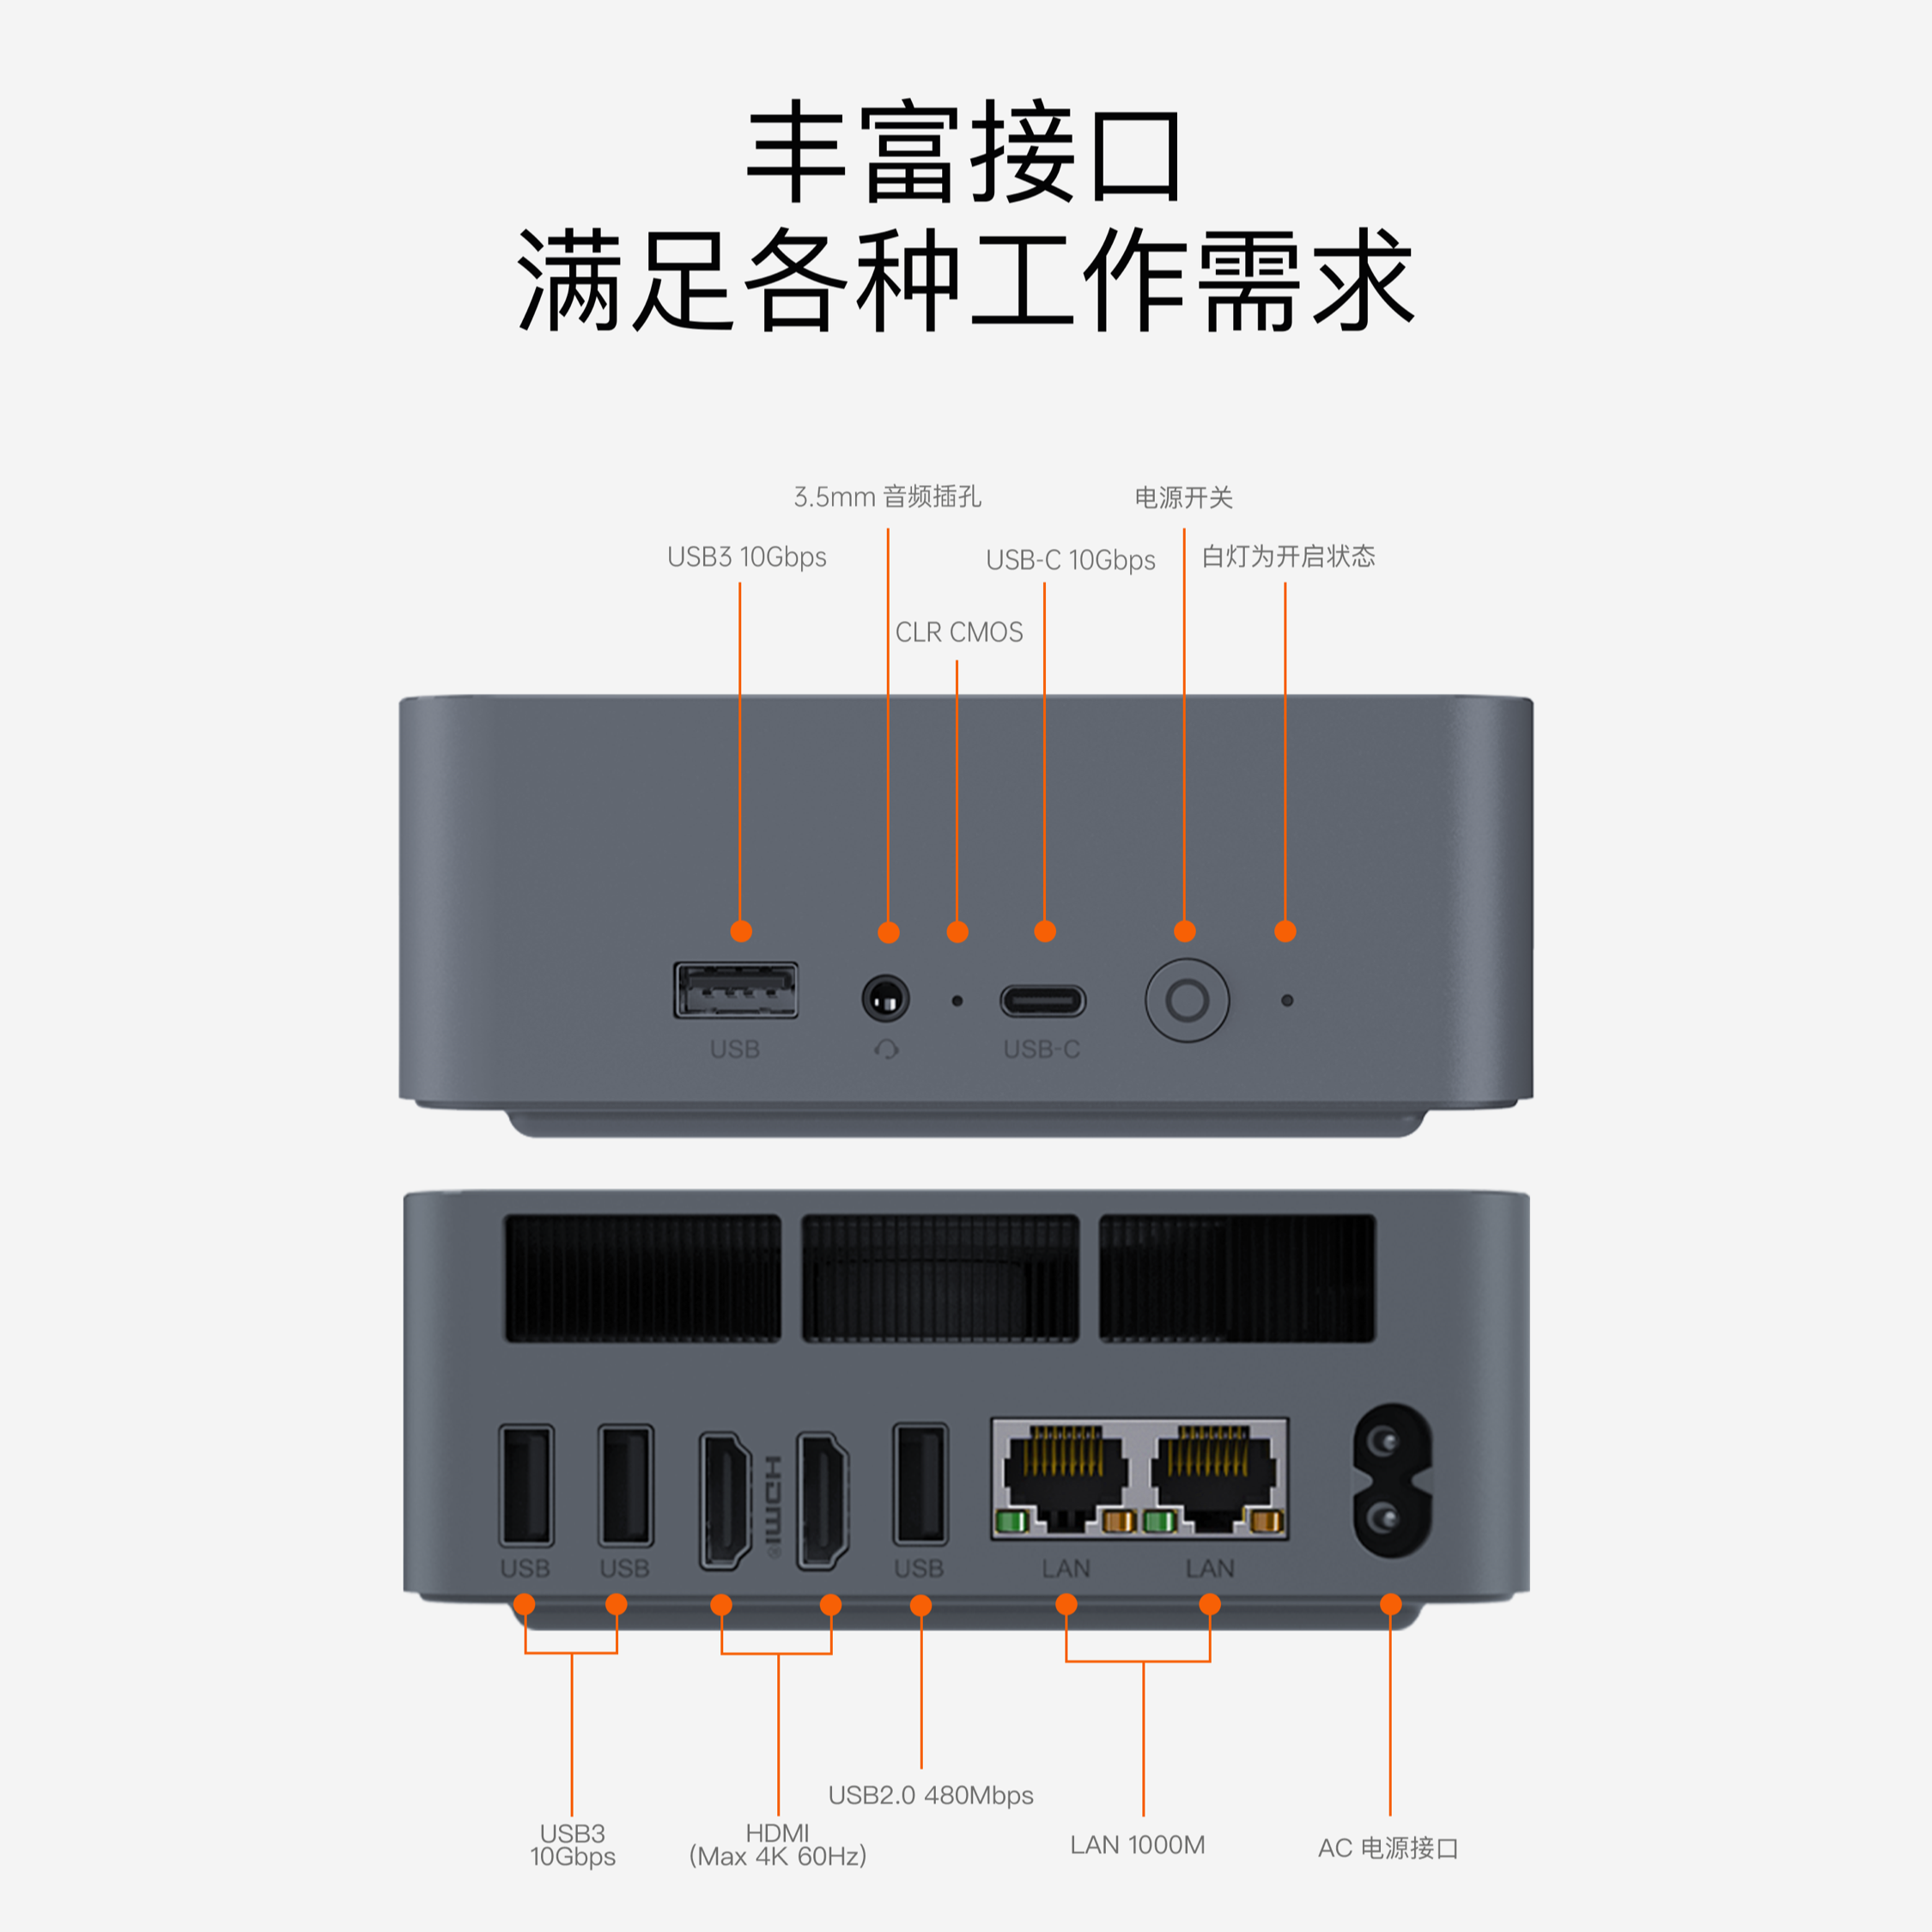 丰富接口
满足各种工作需求
3.5mm 音频插孔
电源开关
USB3 10Gbps
USB-C 10Gbps
白灯为开启状态
CLR CMOS
USB
USB-C
HDMI®
USB
USB
USB
LAN
LAN
USB2.0 480Mbps
USB3
10Gbps
HDMI
(Max 4K 60Hz)
LAN 1000M
AC 电源接口